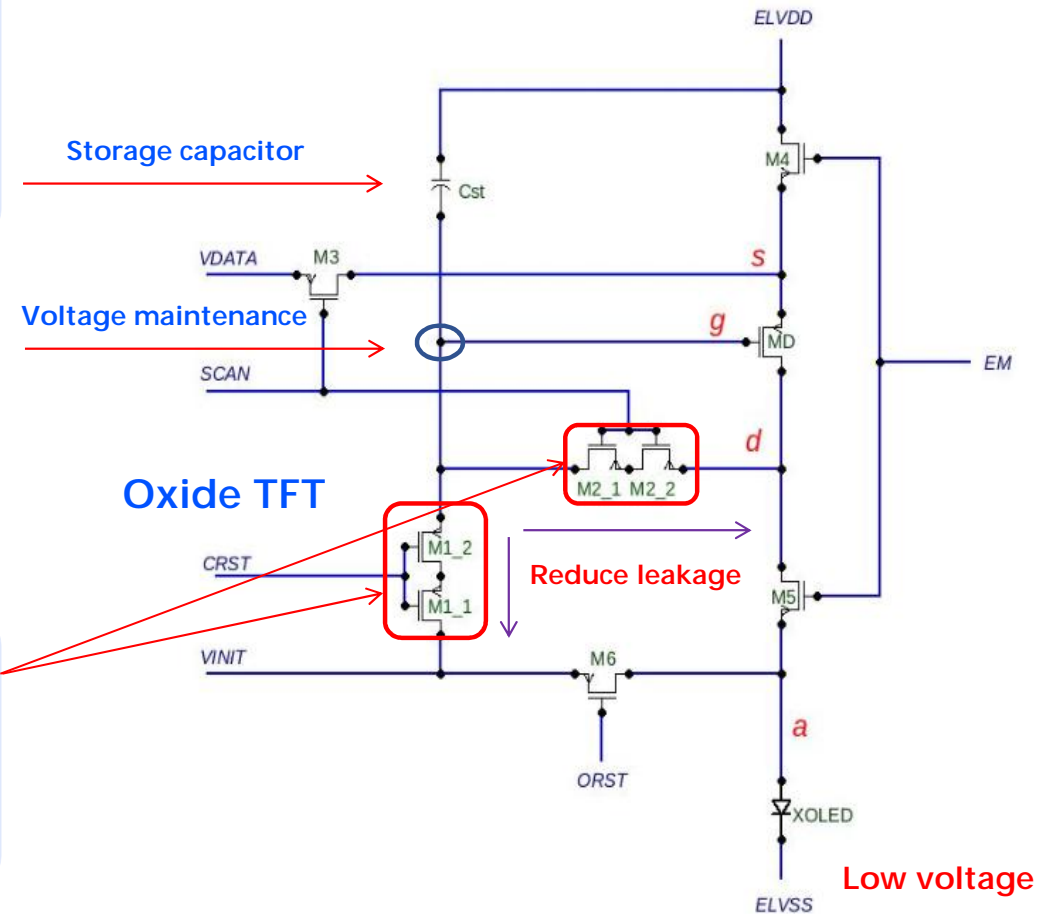 ELVDD
Storage capacitor
M4
Cst
VDATA
M3
s
Voltage maintenance
g
MD
SCAN
EM
d
M2_1 M2_2
Oxide TFT
M1_2
CRST
Reduce leakage
M1_1
M5
VINIT
M6
a
ORST
XOLED
Low voltage
ELVSS